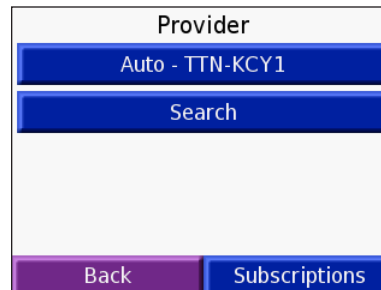 Provider
Auto - TTN-KCY1
Search
Back
Subscriptions